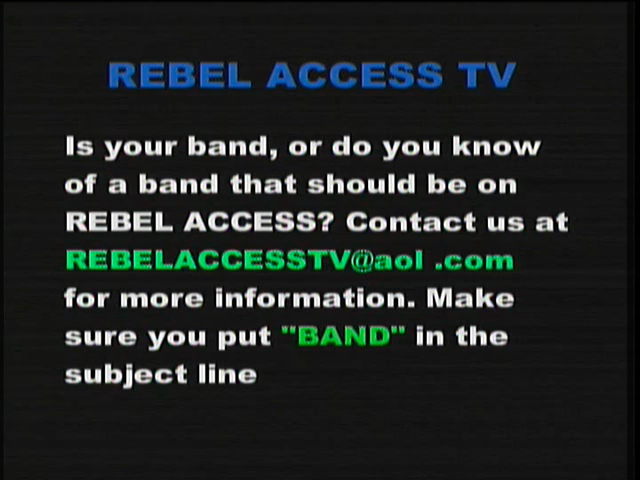 REBEL ACCESS TV
Is your band, or do you know
of a band that should be on
REBEL ACCESS? Contact us at
REBELACCESSTV@aol .com
for more information. Make
sure you put "BAND" in the
subject line